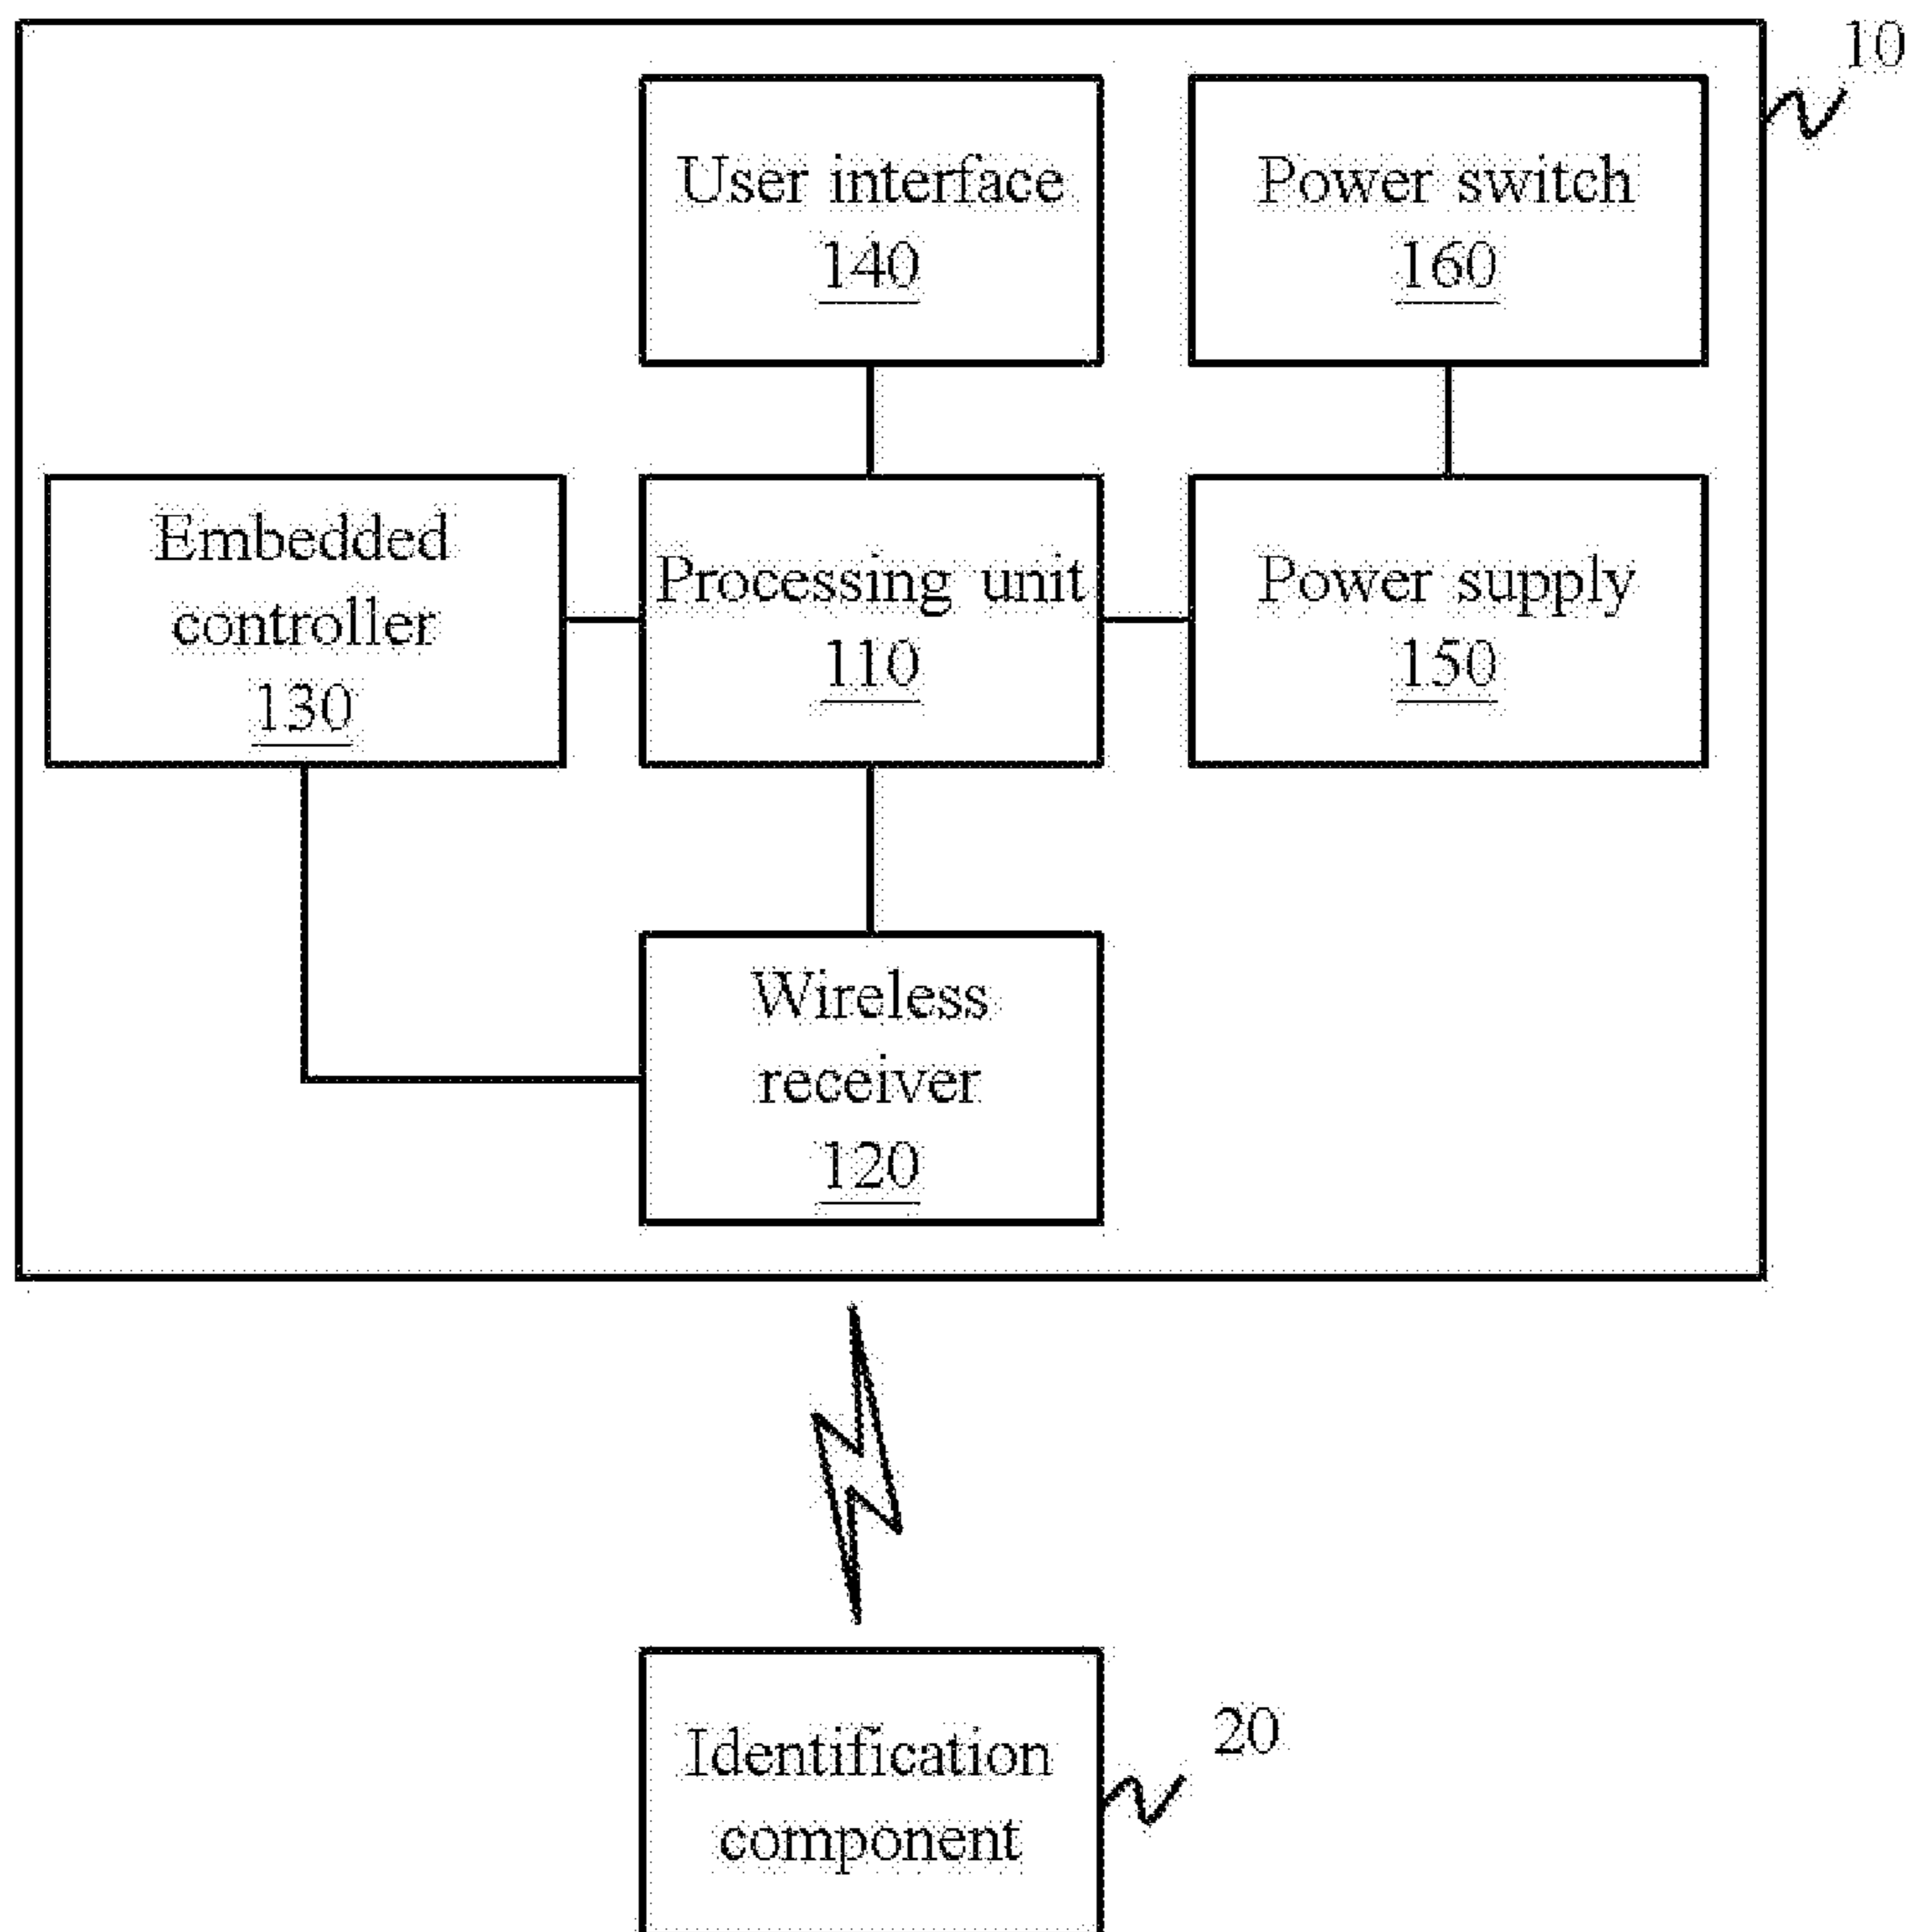 10
User interface
140
Power switch
160
Embedded
controller
130
Processing unit
110
Power supply
150
Wireless
receiver
120
Identification
component
20